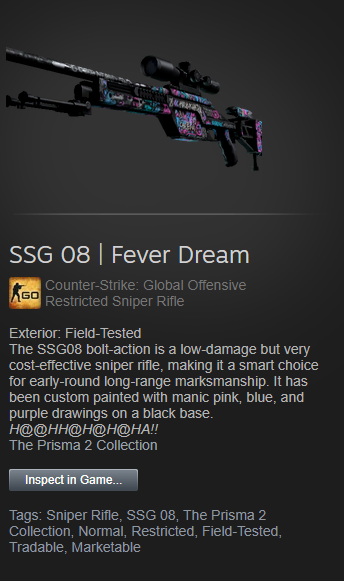 SSG 08 | Fever Dream
GO
Counter-Strike: Global Offensive
Restricted Sniper Rifle
Exterior: Field-Tested
The SSG08 bolt-action is a low-damage but very
cost-effective sniper rifle, making it a smart choice
for early-round long-range marksmanship. It has
been custom painted with manic pink, blue, and
purple drawings on a black base.
H@@HH@H@H@HA!!
The Prisma 2 Collection
Inspect in Game...
Tags: Sniper Rifle, SSG 08, The Prisma 2
Collection, Normal, Restricted, Field-Tested,
Tradable, Marketable